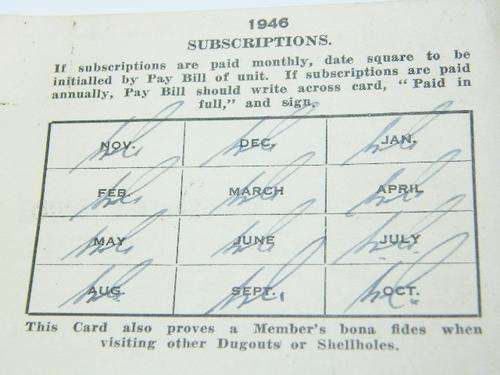 1946
SUBSCRIPTIONS.
If subscriptions are paid monthly, date square to be
initialled by Pay Bill of unit. If subscriptions are paid
annually, Pay Bill should write across card, "Paid in
full," and sign.
NOV. DEC. JAN.
FEB. MARCH APRIL
MAY JUNE JULY
AUG. SEPT. OCT.
This Card also proves a Member's bona fides when
visiting other Dugouts or Shellholes.